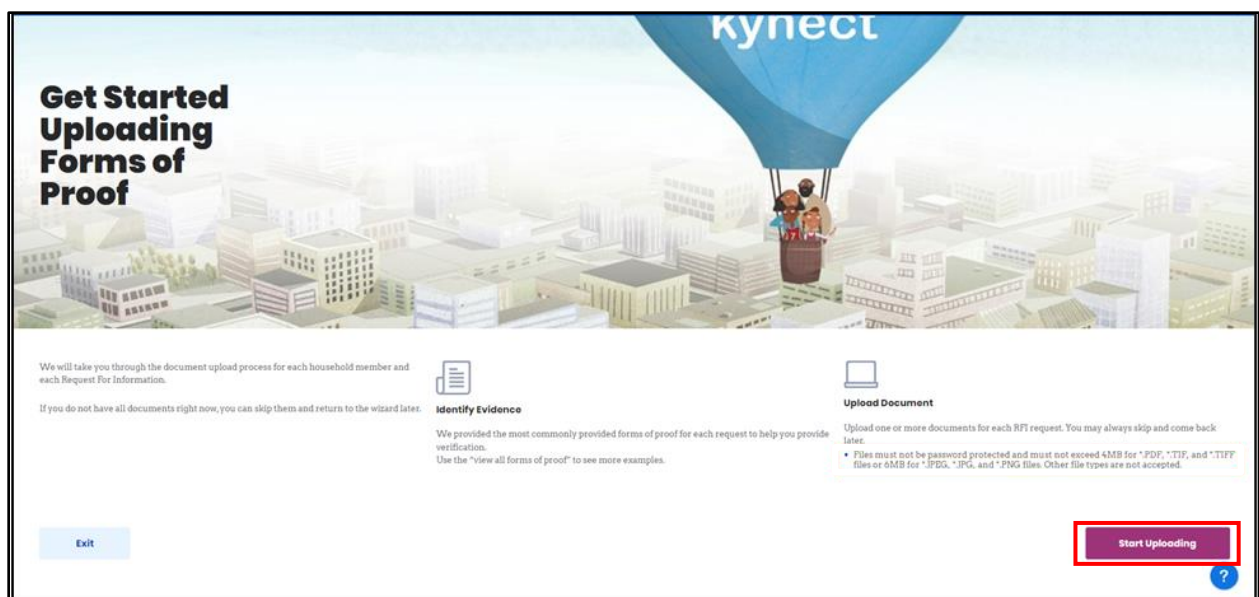 kynect
Get Started
Uploading
Forms of
Proof
We will take you through the document upload process for each household member and
each Request For Information.
If you do not have all documents right now, you can skip them and return to the wizard later.
Identify Evidence
We provided the most commonly provided forms of proof for each request to help you provide
verification.
Use the "view all forms of proof" to see more examples.
Upload Document
Upload one or more documents for each RFI request. You may always skip and come back
later.
• Files must not be password protected and must not exceed 4MB for *.PDF, *.TIF, and *.TIFF
files or 6MB for *.JPEG, *.JPG, and *.PNG files. Other file types are not accepted.
Exit
Start Uploading
?